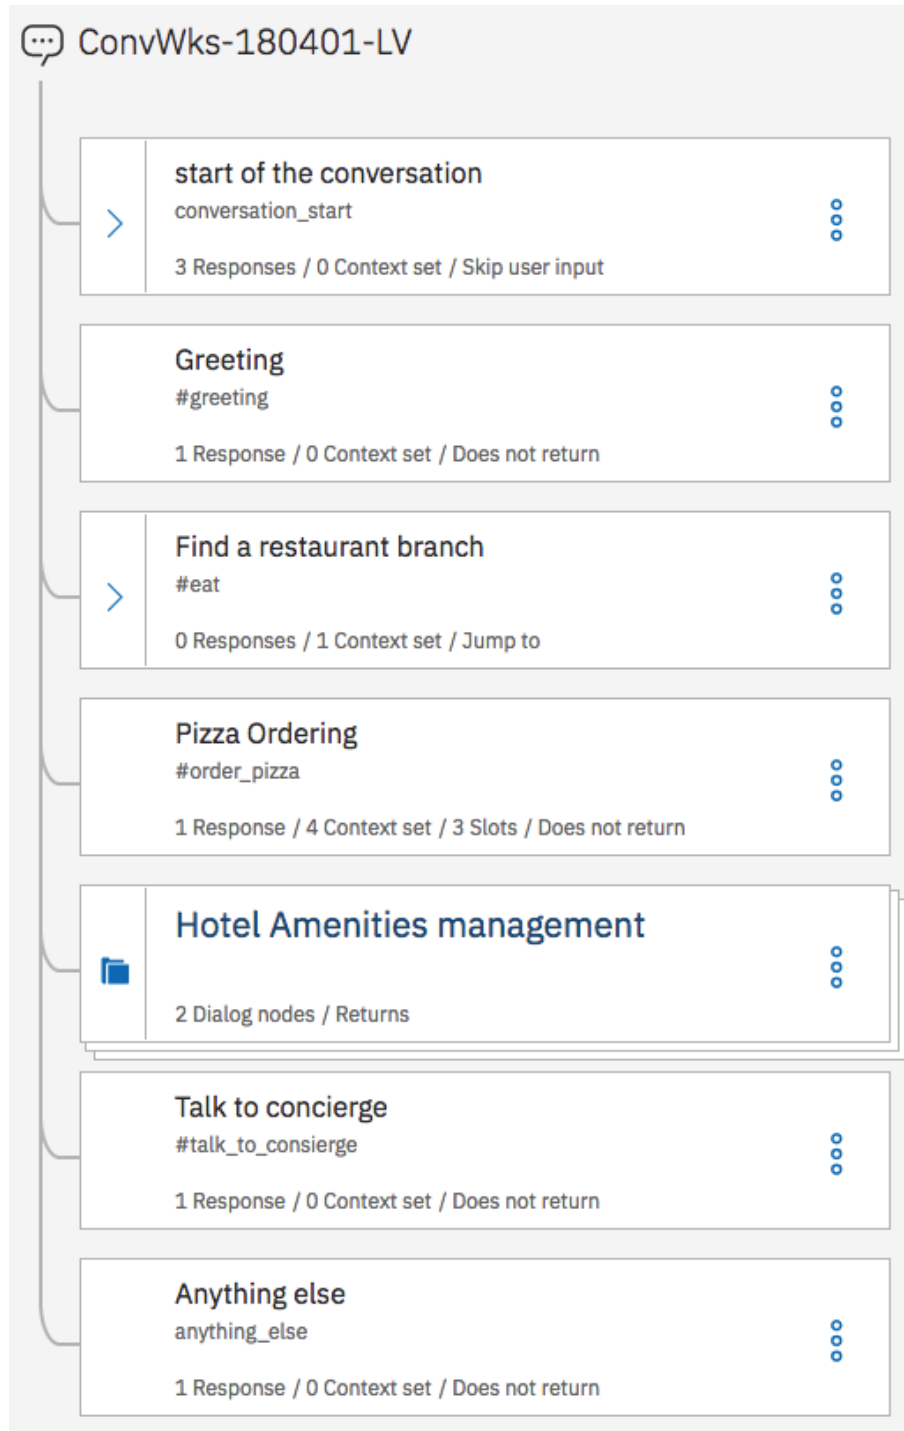 ConvWks-180401-LV
start of the conversation
conversation_start
3 Responses / 0 Context set / Skip user input
Greeting
#greeting
1 Response / 0 Context set / Does not return
Find a restaurant branch
#eat
0 Responses / 1 Context set / Jump to
Pizza Ordering
#order_pizza
1 Response / 4 Context set / 3 Slots / Does not return
Hotel Amenities management
2 Dialog nodes / Returns
Talk to concierge
#talk_to_consierge
1 Response / 0 Context set / Does not return
Anything else
anything_else
1 Response / 0 Context set / Does not return